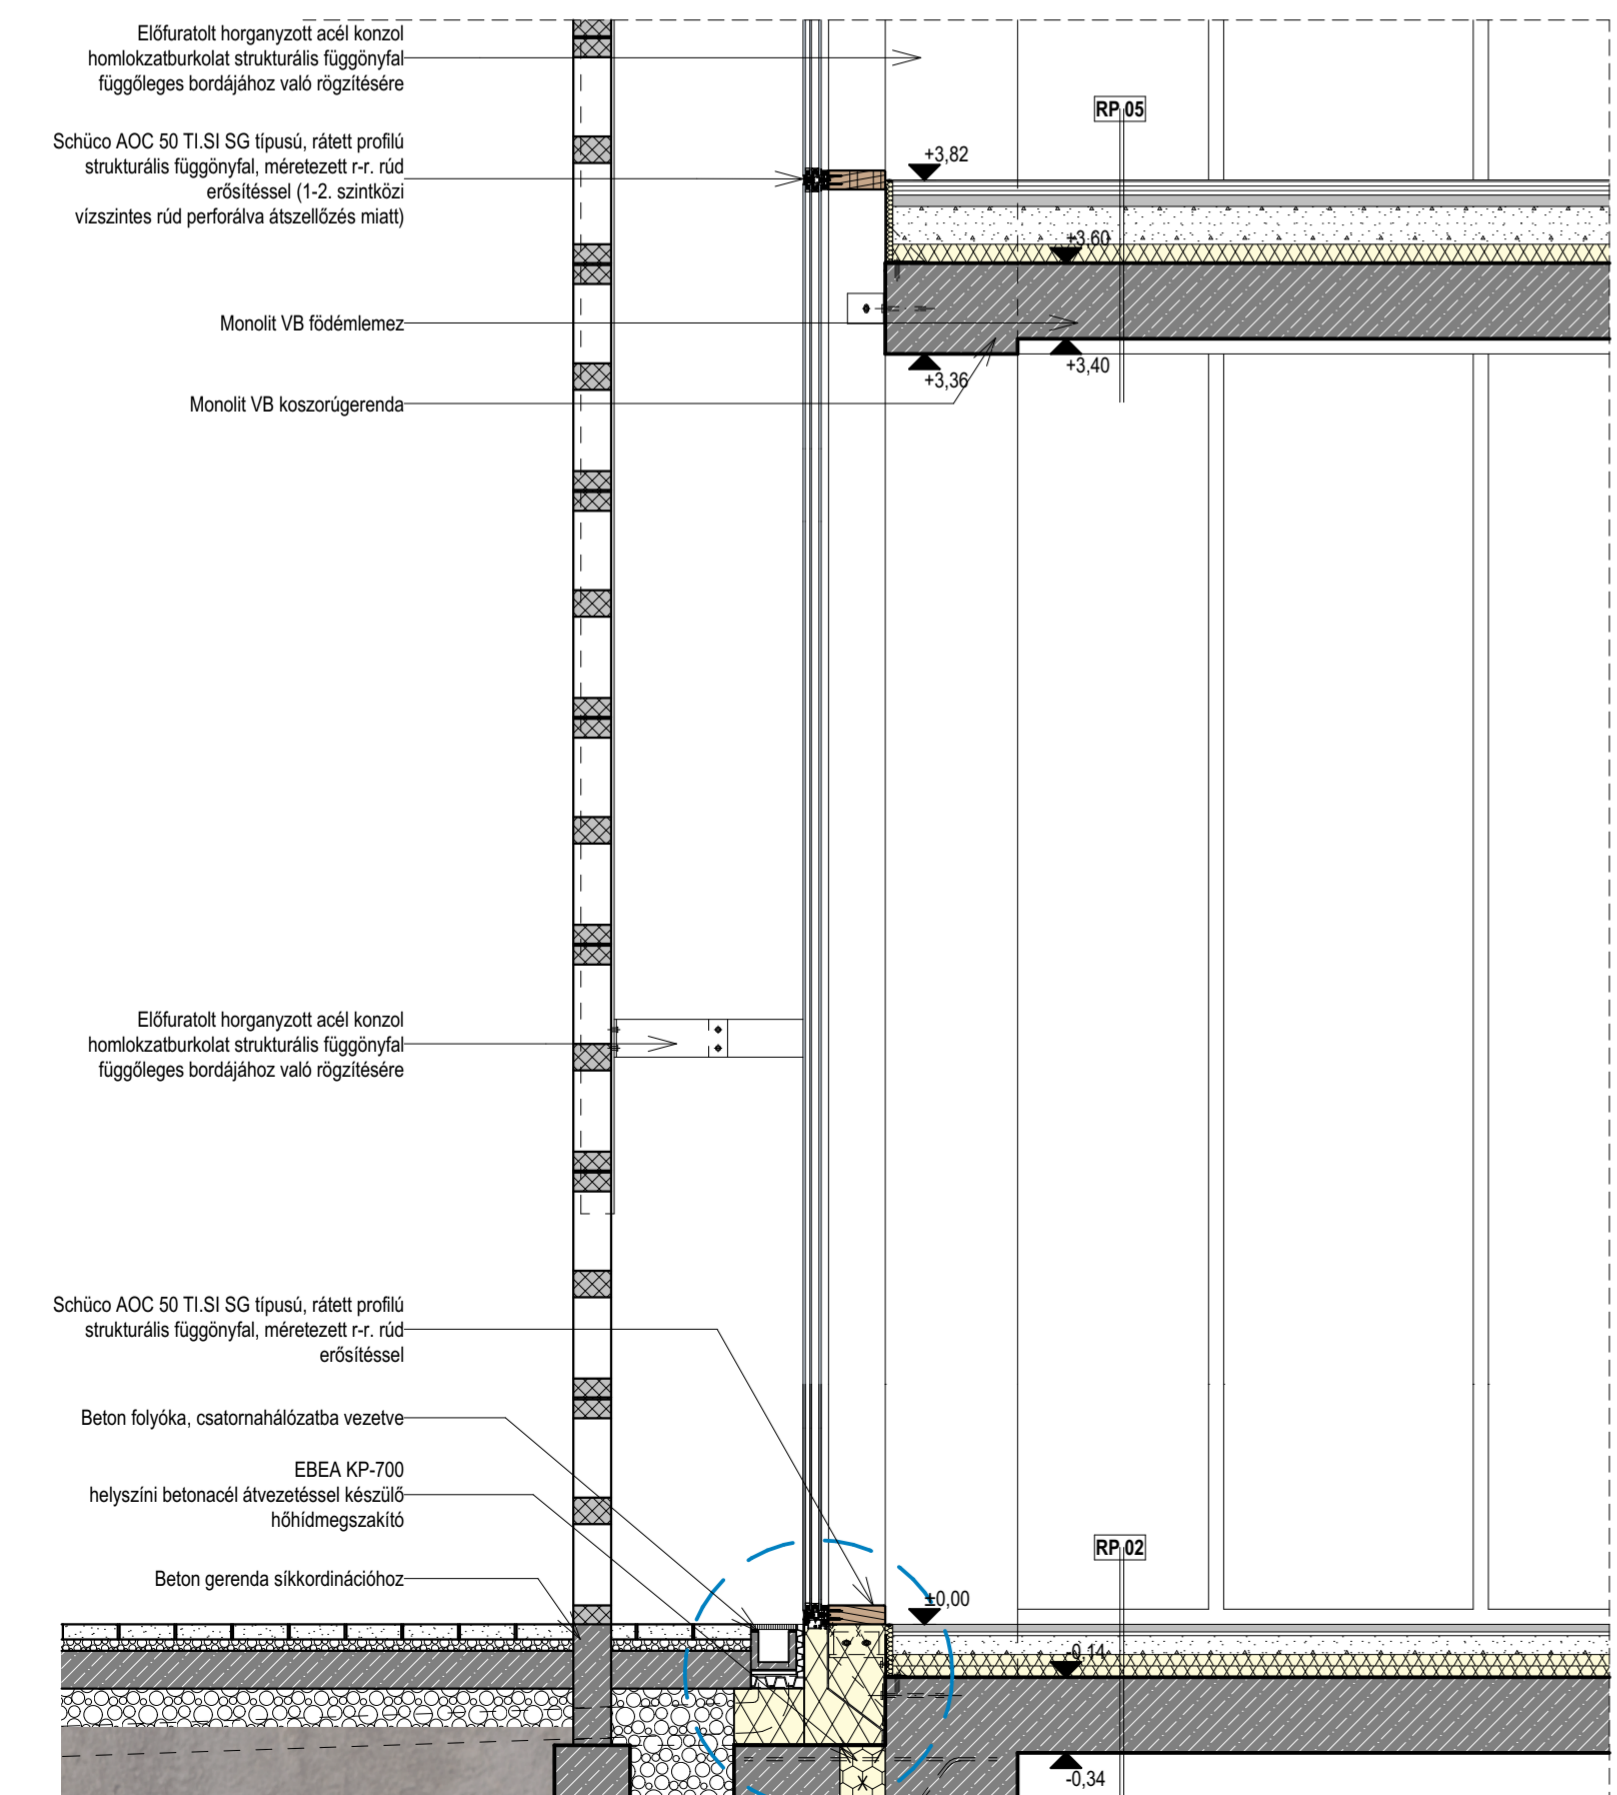 Előfuratolt horganyzott acél konzol
homlokzatburkolat strukturális függönyfal
függőleges bordájához való rögzítésére
RP 05
Schüco AOC 50 TI.SI SG típusú, rátett profilú
strukturális függönyfal, méretezett r-r. rúd
erősítéssel (1-2. szintközi
vízszintes rúd perforálva átszellőzés miatt)
+3,82
+3,60
Monolit VB födémlemez
+3,36
+3,40
Monolit VB koszorúgerenda
Előfuratolt horganyzott acél konzol
homlokzatburkolat strukturális függönyfal
függőleges bordájához való rögzítésére
Schüco AOC 50 TI.SI SG típusú, rátett profilú
strukturális függönyfal, méretezett r-r. rúd
erősítéssel
Beton folyóka, csatornahálózatba vezetve
EBEA KP-700
helyszíni betonacél átvezetéssel készülő
hőhídmegszakító
RP 02
Beton gerenda síkkordinációhoz
±0,00
-0,14
-0,34